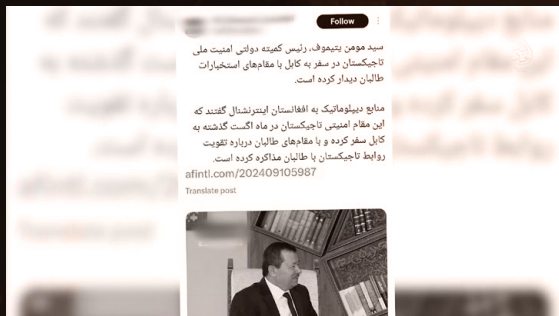 Follow
سید مومن یتیموف، رئیس کمیته دولتی امنیت ملی
تاجیکستان در سفر به کابل با مقام‌های استخبارات
طالبان دیدار کرده است.
منابع دیپلوماتیک به افغانستان اینترنشنال گفتند که
این مقام امنیتی تاجیکستان در ماه اگست گذشته به
کابل سفر کرده و با مقام‌های طالبان درباره تقویت
روابط تاجیکستان با طالبان مذاکره کرده است.
afintl.com/202409105987
Translate post